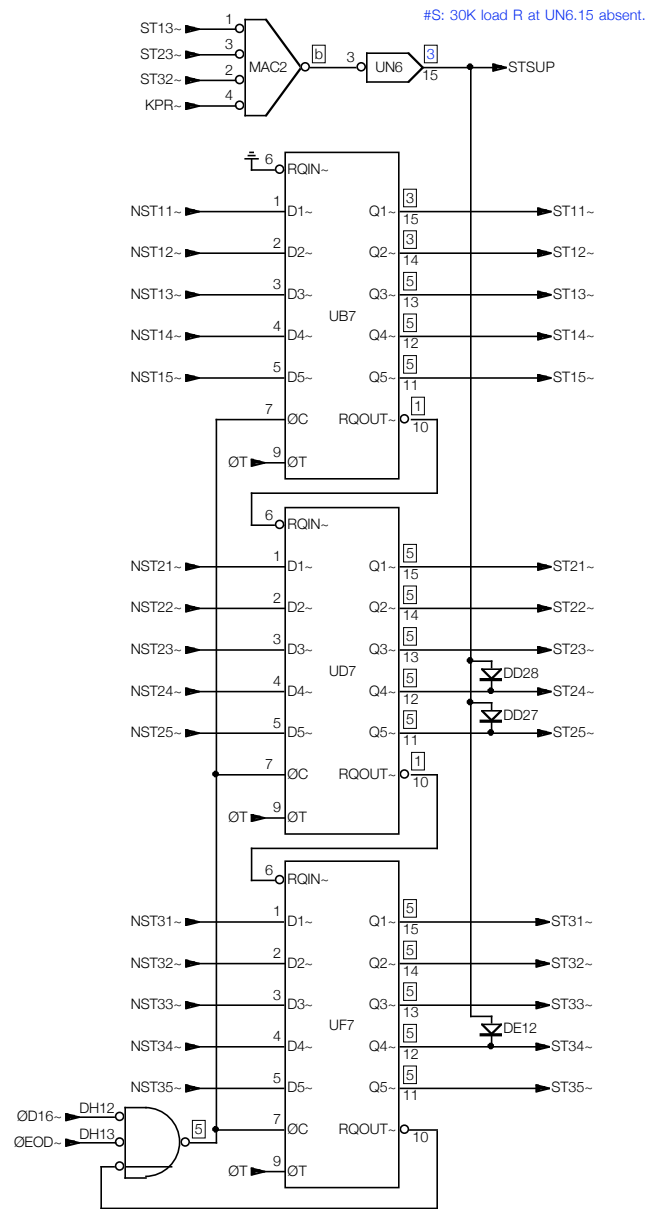 #S: 30K load R at UN6.15 absent.
ST13~ 1
ST23~ 3
ST32~ 2
KPR~ 4
MAC2 b 3 UN6 3 15 STSUP
6 RQIN~
NST11~ 1 D1~ Q1~ 3 15 ST11~
NST12~ 2 D2~ Q2~ 3 14 ST12~
NST13~ 3 D3~ Q3~ 5 13 ST13~
UB7
NST14~ 4 D4~ Q4~ 5 12 ST14~
NST15~ 5 D5~ Q5~ 5 11 ST15~
7 ØC RQOUT~ 1 10
ØT 9 ØT
6 RQIN~
NST21~ 1 D1~ Q1~ 5 15 ST21~
NST22~ 2 D2~ Q2~ 5 14 ST22~
NST23~ 3 D3~ Q3~ 5 13 ST23~
UD7 DD28
NST24~ 4 D4~ Q4~ 5 12 ST24~
DD27
NST25~ 5 D5~ Q5~ 5 11 ST25~
7 ØC RQOUT~ 1 10
ØT 9 ØT
6 RQIN~
NST31~ 1 D1~ Q1~ 5 15 ST31~
NST32~ 2 D2~ Q2~ 5 14 ST32~
NST33~ 3 D3~ Q3~ 5 13 ST33~
UF7 DE12
NST34~ 4 D4~ Q4~ 5 12 ST34~
NST35~ 5 D5~ Q5~ 5 11 ST35~
ØD16~ DH12
ØEOD~ DH13 5 7 ØC RQOUT~ 10
ØT 9 ØT